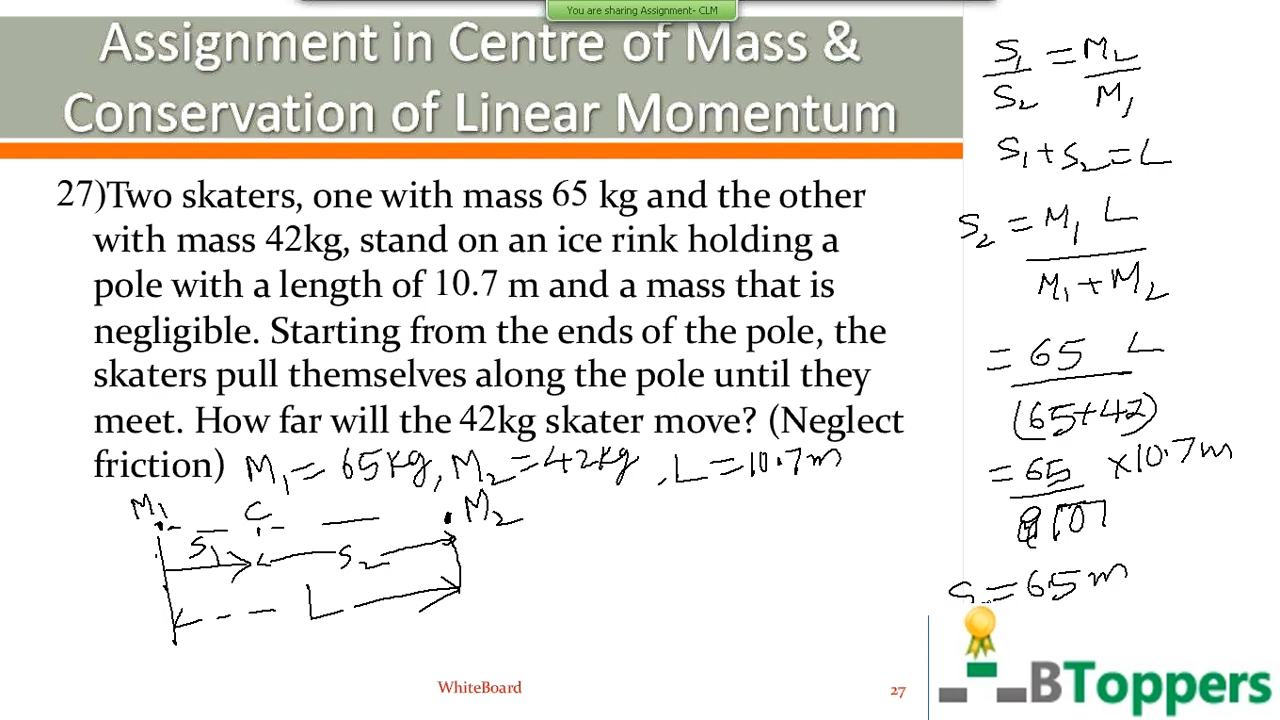 You are sharing Assignment- CLM
Assignment in Centre of Mass &
Conservation of Linear Momentum
27)Two skaters, one with mass 65 kg and the other
with mass 42kg, stand on an ice rink holding a
pole with a length of 10.7 m and a mass that is
negligible. Starting from the ends of the pole, the
skaters pull themselves along the pole until they
meet. How far will the 42kg skater move? (Neglect
friction) M₁ = 65kg, M₂ = 42kg, L = 10.7m
M₁ C M₂
S₁ S₂
L
S₁ = M₂
S₂ M₁
S₁ + S₂ = L
S₂ = M₁ L
M₁ + M₂
= 65 L
(65+42)
= 65 × 10.7 m
107
= 6.5 m
BToppers
WhiteBoard
27